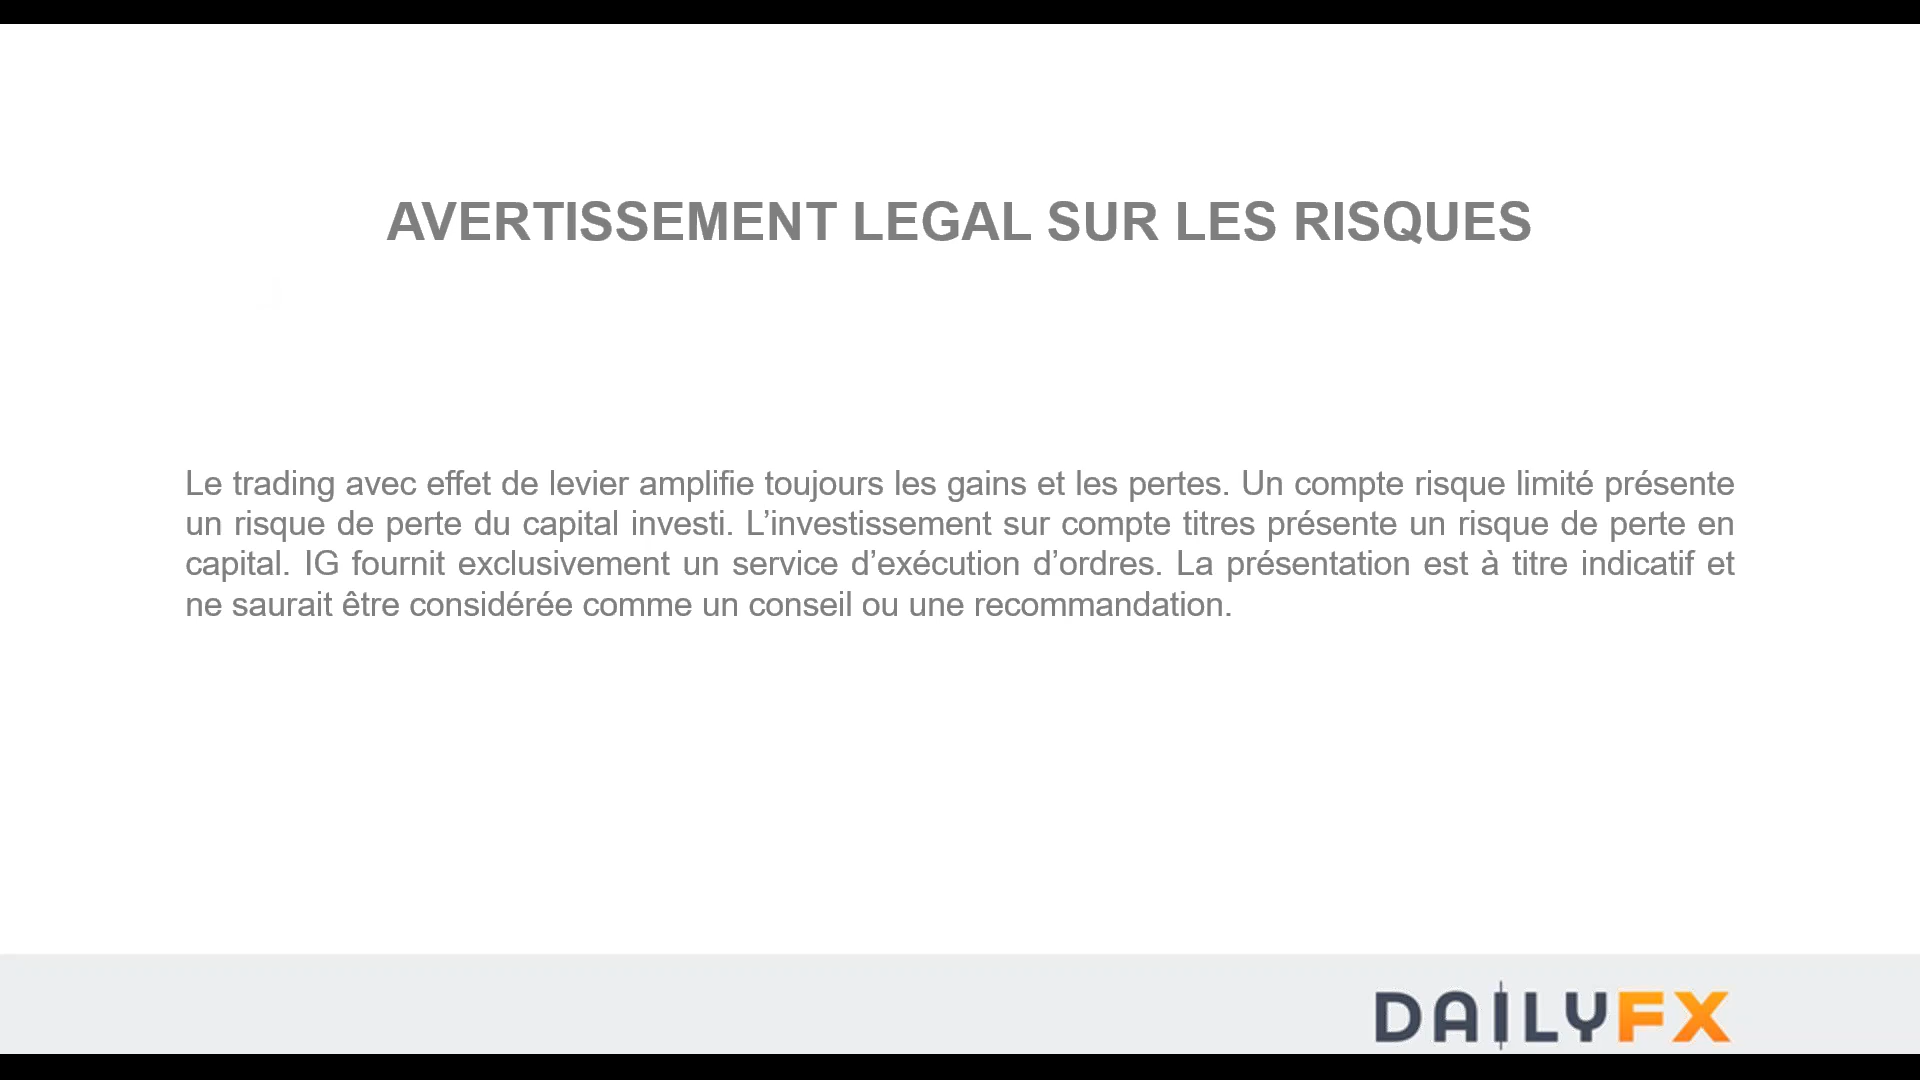 AVERTISSEMENT LEGAL SUR LES RISQUES
Le trading avec effet de levier amplifie toujours les gains et les pertes. Un compte risque limité présente
un risque de perte du capital investi. L’investissement sur compte titres présente un risque de perte en
capital. IG fournit exclusivement un service d’exécution d’ordres. La présentation est à titre indicatif et
ne saurait être considérée comme un conseil ou une recommandation.
DAILYFX